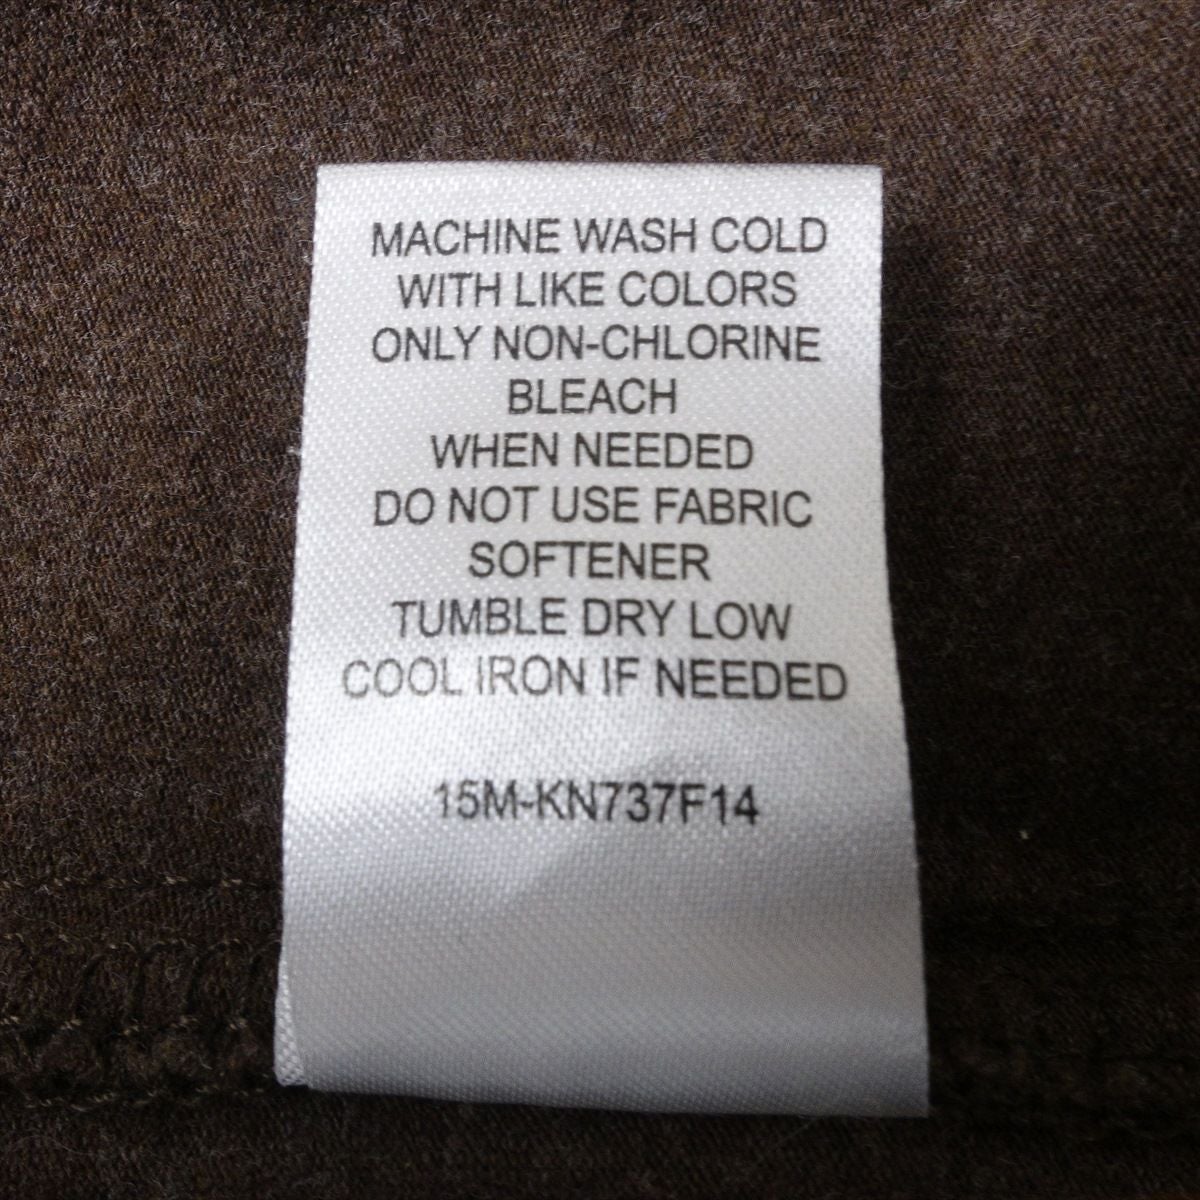 MACHINE WASH COLD
WITH LIKE COLORS
ONLY NON-CHLORINE
BLEACH
WHEN NEEDED
DO NOT USE FABRIC
SOFTENER
TUMBLE DRY LOW
COOL IRON IF NEEDED
15M-KN737F14